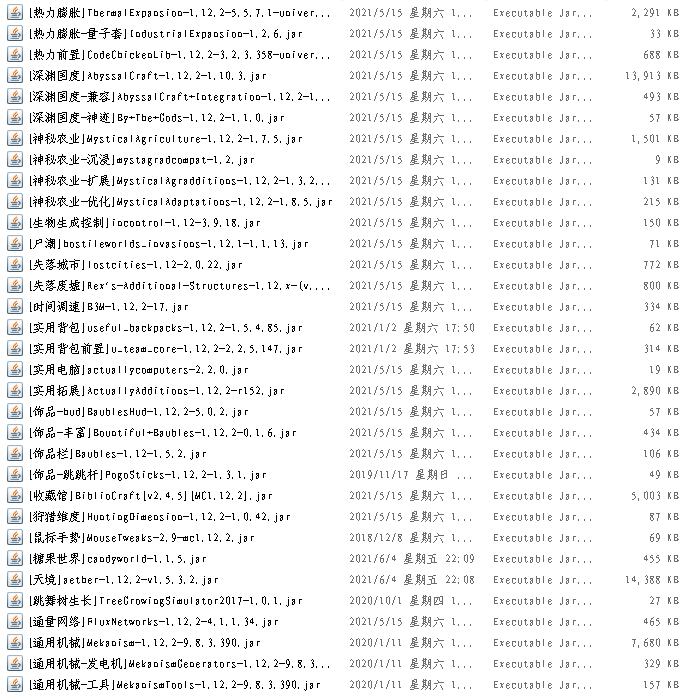 [热力膨胀]ThermalExpansion-1.12.2-5.5.7.1-univer... 2021/5/15 星期六 1... Executable Jar... 2,291 KB
[热力膨胀-量子套]IndustrialExpansion-1.2.6.jar 2021/5/15 星期六 1... Executable Jar... 33 KB
[热力前置]CodeChickenLib-1.12.2-3.2.3.358-univers... 2021/5/15 星期六 1... Executable Jar... 688 KB
[深渊国度]AbyssalCraft-1.12.2-1.10.3.jar 2021/5/15 星期六 1... Executable Jar... 13,913 KB
[深渊国度-兼容]AbyssalCraft+Integration-1.12.2-1... 2021/5/15 星期六 1... Executable Jar... 493 KB
[深渊国度-神迹]By+The+Gods-1.12.2-1.1.0.jar 2021/5/15 星期六 1... Executable Jar... 57 KB
[神秘农业]MysticalAgriculture-1.12.2-1.7.5.jar 2021/5/15 星期六 1... Executable Jar... 1,501 KB
[神秘农业-沉浸]mystagradcompat-1.2.jar 2021/5/15 星期六 1... Executable Jar... 9 KB
[神秘农业-扩展]MysticalAgradditions-1.12.2-1.3.2... 2021/5/15 星期六 1... Executable Jar... 131 KB
[神秘农业-优化]MysticalAdaptations-1.12.2-1.8.5.jar 2021/5/15 星期六 1... Executable Jar... 215 KB
[生物生成控制]incontrol-1.12-3.9.18.jar 2021/5/15 星期六 1... Executable Jar... 150 KB
[尸潮]hostileworlds_invasions-1.12.1-1.1.13.jar 2021/5/15 星期六 1... Executable Jar... 71 KB
[失落城市]lostcities-1.12-2.0.22.jar 2021/5/15 星期六 1... Executable Jar... 772 KB
[失落废墟]Rex's-Additional-Structures-1.12.x-(v.... 2021/5/15 星期六 1... Executable Jar... 800 KB
[时间调速]B3M-1.12.2-17.jar 2021/5/15 星期六 1... Executable Jar... 334 KB
[实用背包]useful_backpacks-1.12.2-1.5.4.85.jar 2021/1/2 星期六 17:50 Executable Jar... 62 KB
[实用背包前置]u_team_core-1.12.2-2.2.5.147.jar 2021/1/2 星期六 17:53 Executable Jar... 314 KB
[实用电脑]actuallycomputers-2.2.0.jar 2021/5/15 星期六 1... Executable Jar... 19 KB
[实用拓展]ActuallyAdditions-1.12.2-r152.jar 2021/5/15 星期六 1... Executable Jar... 2,890 KB
[饰品-hud]BaublesHud-1.12.2-5.0.2.jar 2021/5/15 星期六 1... Executable Jar... 57 KB
[饰品-丰富]Bountiful+Baubles-1.12.2-0.1.6.jar 2021/5/15 星期六 1... Executable Jar... 434 KB
[饰品栏]Baubles-1.12-1.5.2.jar 2021/5/15 星期六 1... Executable Jar... 106 KB
[饰品-跳跳杆]PogoSticks-1.12.2-1.3.1.jar 2019/11/17 星期日 ... Executable Jar... 49 KB
[收藏馆]BiblioCraft[v2.4.5][MC1.12.2].jar 2021/5/15 星期六 1... Executable Jar... 5,003 KB
[狩猎维度]HuntingDimension-1.12.2-1.0.42.jar 2021/5/15 星期六 1... Executable Jar... 87 KB
[鼠标手势]MouseTweaks-2.9-mc1.12.2.jar 2018/12/8 星期六 1... Executable Jar... 69 KB
[糖果世界]candyworld-1.1.5.jar 2021/6/4 星期五 22:09 Executable Jar... 455 KB
[天境]aether-1.12.2-v1.5.3.2.jar 2021/6/4 星期五 22:08 Executable Jar... 14,388 KB
[跳舞树生长]TreeGrowingSimulator2017-1.0.1.jar 2020/10/1 星期四 1... Executable Jar... 27 KB
[通量网络]FluxNetworks-1.12.2-4.1.1.34.jar 2021/5/15 星期六 1... Executable Jar... 465 KB
[通用机械]Mekanism-1.12.2-9.8.3.390.jar 2020/1/11 星期六 1... Executable Jar... 7,680 KB
[通用机械-发电机]MekanismGenerators-1.12.2-9.8.3... 2020/1/11 星期六 1... Executable Jar... 329 KB
[通用机械-工具]MekanismTools-1.12.2-9.8.3.390.jar 2020/1/11 星期六 1... Executable Jar... 157 KB